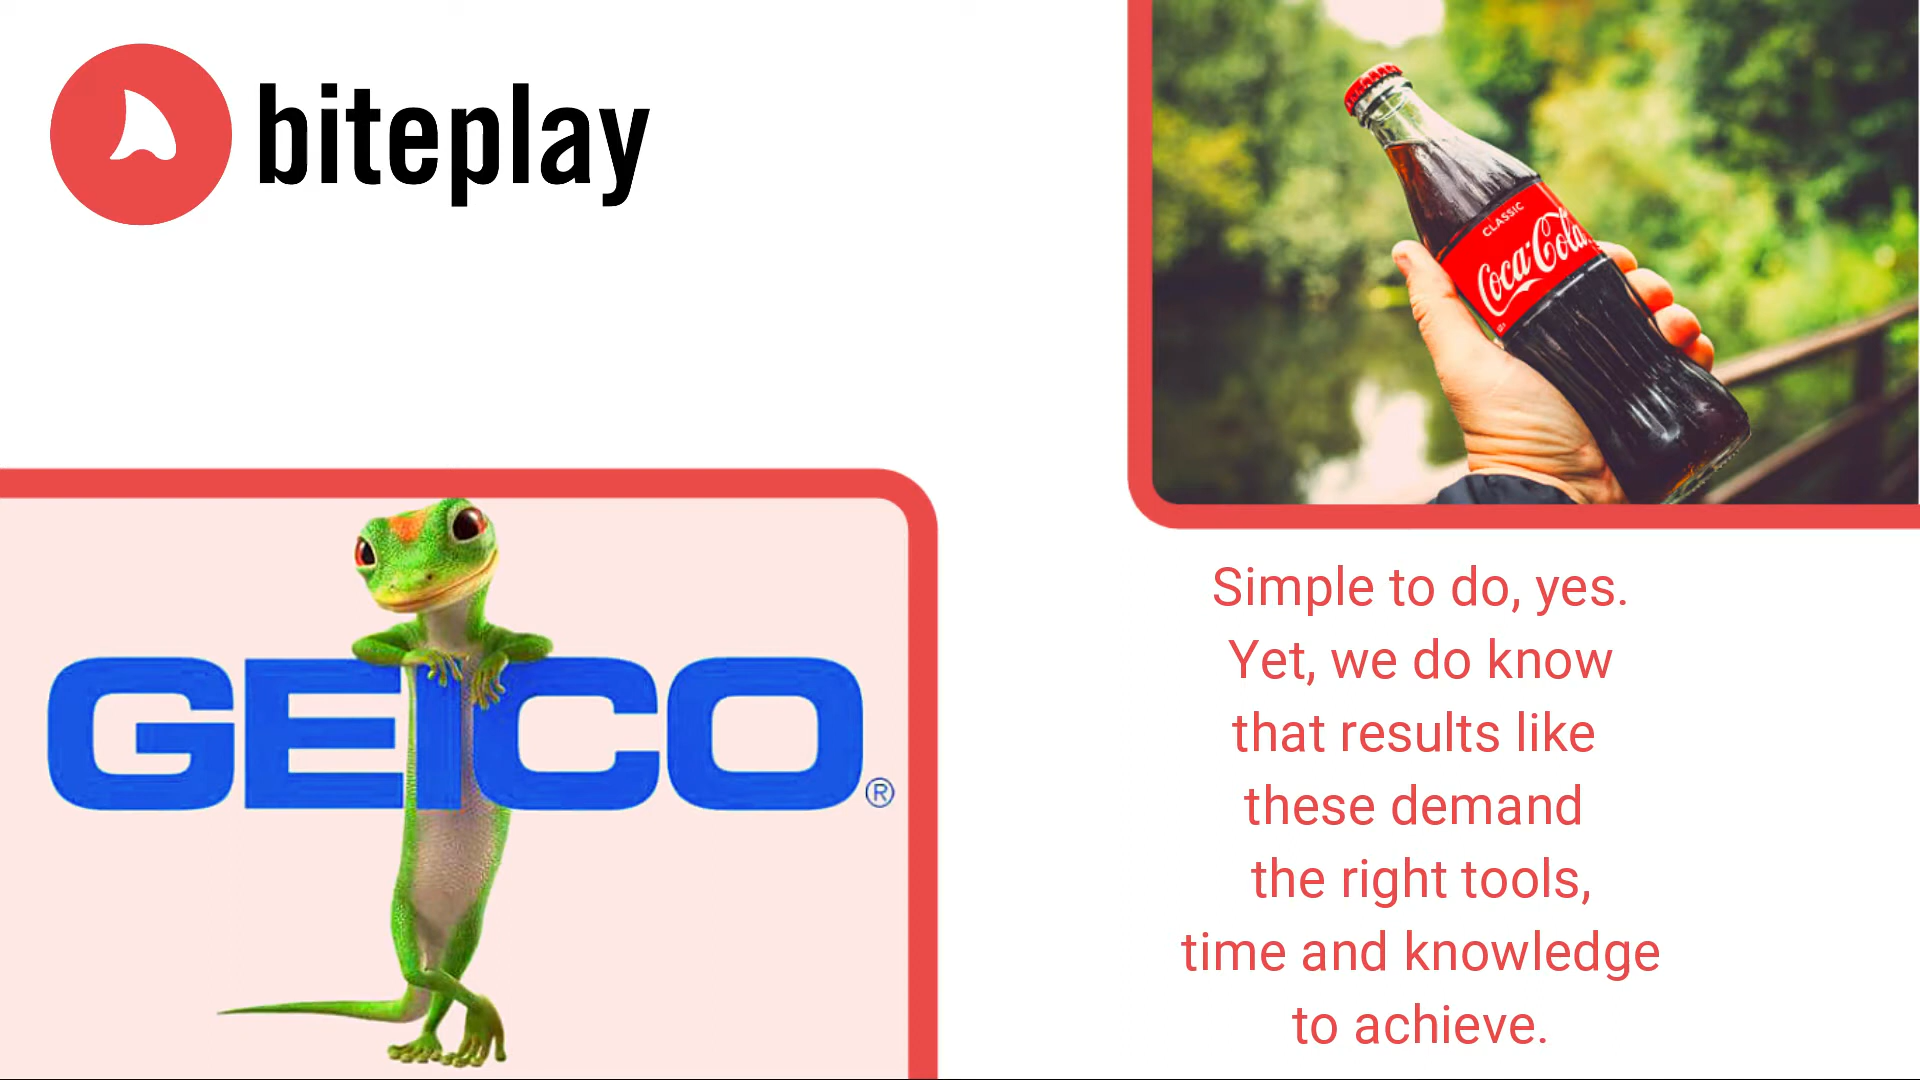 biteplay
CLASSIC
Coca-Cola
GEICO®
Simple to do, yes.
Yet, we do know
that results like
these demand
the right tools,
time and knowledge
to achieve.